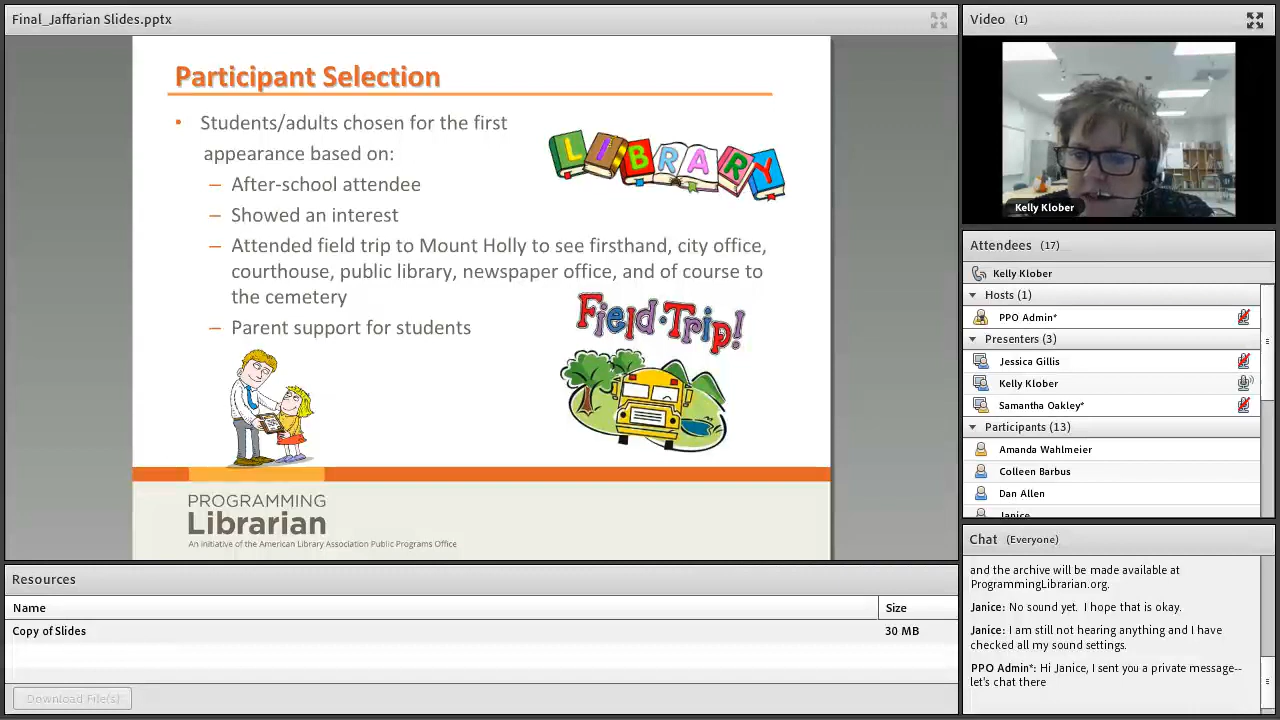 Final_Jaffarian Slides.pptx
Participant Selection
• Students/adults chosen for the first
appearance based on:
– After-school attendee
– Showed an interest
– Attended field trip to Mount Holly to see firsthand, city office,
courthouse, public library, newspaper office, and of course to
the cemetery
– Parent support for students
LIBRARY
Field·Trip!
PROGRAMMING
Librarian
An initiative of the American Library Association Public Programs Office
Resources
Name Size
Copy of Slides 30 MB
Download File(s)
Video (1)
Kelly Klober
Attendees (17)
Kelly Klober
Hosts (1)
PPO Admin*
Presenters (3)
Jessica Gillis
Kelly Klober
Samantha Oakley*
Participants (13)
Amanda Wahlmeier
Colleen Barbus
Dan Allen
Janice
Chat (Everyone)
and the archive will be made available at
ProgrammingLibrarian.org.
Janice: No sound yet. I hope that is okay.
Janice: I am still not hearing anything and I have
checked all my sound settings.
PPO Admin*: Hi Janice, I sent you a private message--
let's chat there